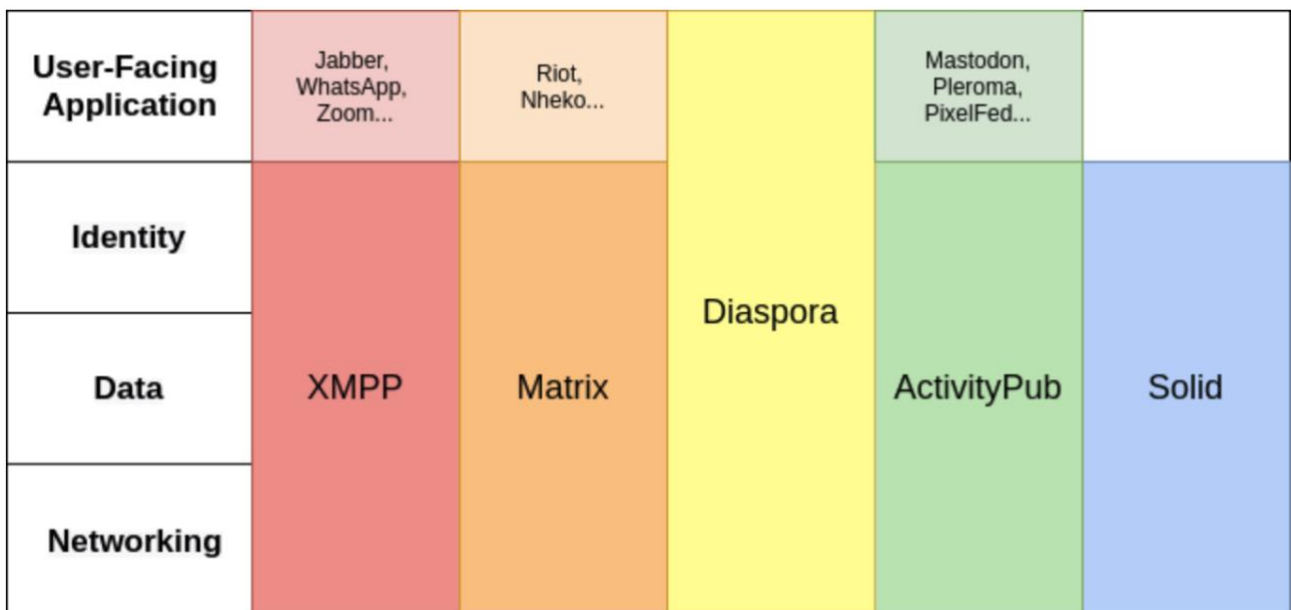 User-Facing
Application
Jabber,
WhatsApp,
Zoom...
Riot,
Nheko...
Mastodon,
Pleroma,
PixelFed...
Identity
Diaspora
Data
XMPP
Matrix
ActivityPub
Solid
Networking